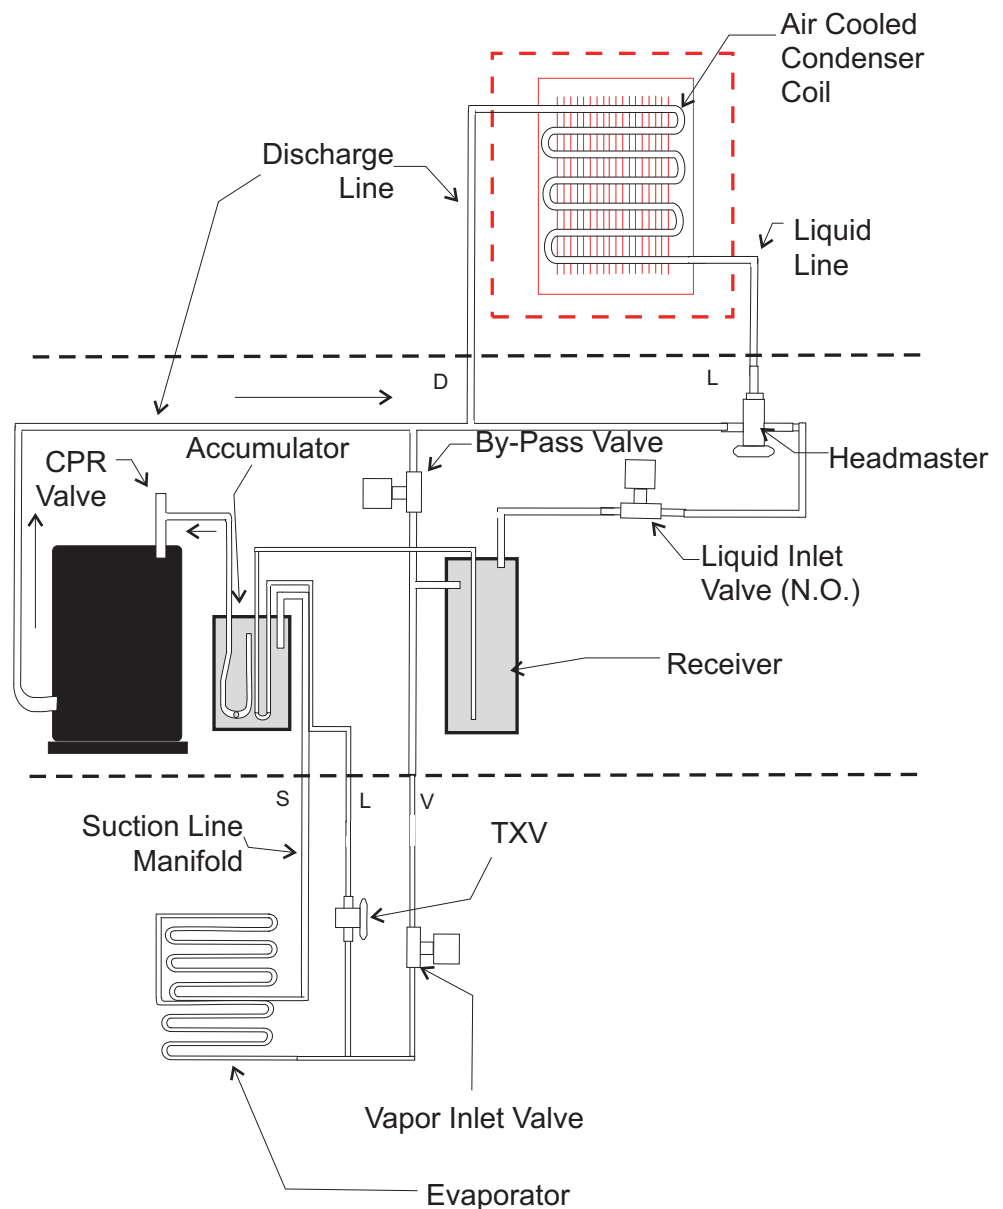 Air Cooled
Condenser
Coil
Discharge
Line
Liquid
Line
D
L
By-Pass Valve
Accumulator
CPR
Valve
Headmaster
Liquid Inlet
Valve (N.O.)
Receiver
S
L
V
Suction Line
Manifold
TXV
Vapor Inlet Valve
Evaporator